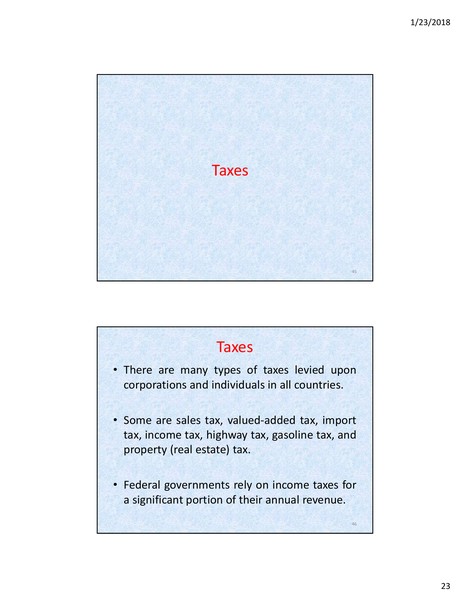 1/23/2018
Taxes
Taxes
• There are many types of taxes levied upon
corporations and individuals in all countries.
• Some are sales tax, valued-added tax, import
tax, income tax, highway tax, gasoline tax, and
property (real estate) tax.
• Federal governments rely on income taxes for
a significant portion of their annual revenue.
23